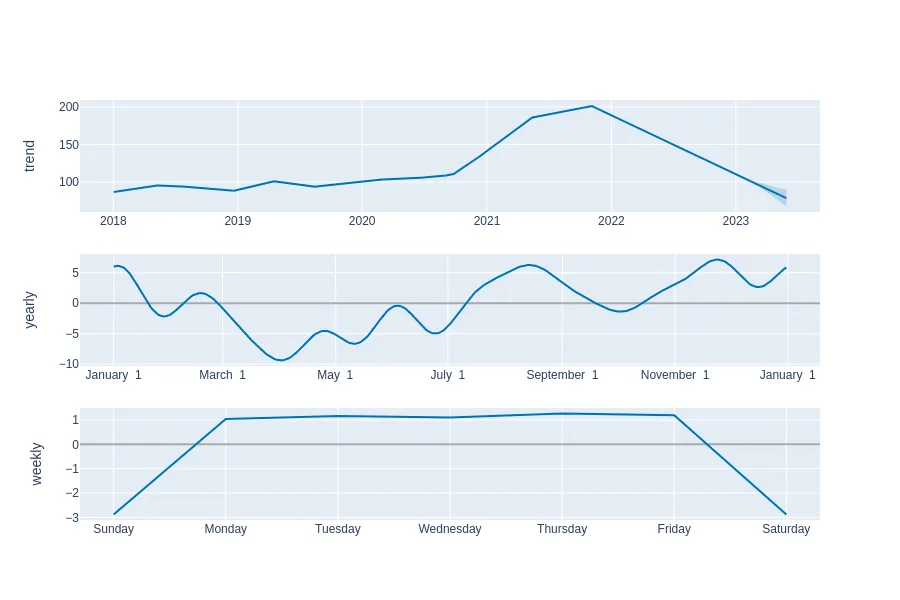 200
150
100
trend
2018 2019 2020 2021 2022 2023
5
0
−5
−10
yearly
January 1 March 1 May 1 July 1 September 1 November 1 January 1
1
0
−1
−2
−3
weekly
Sunday Monday Tuesday Wednesday Thursday Friday Saturday